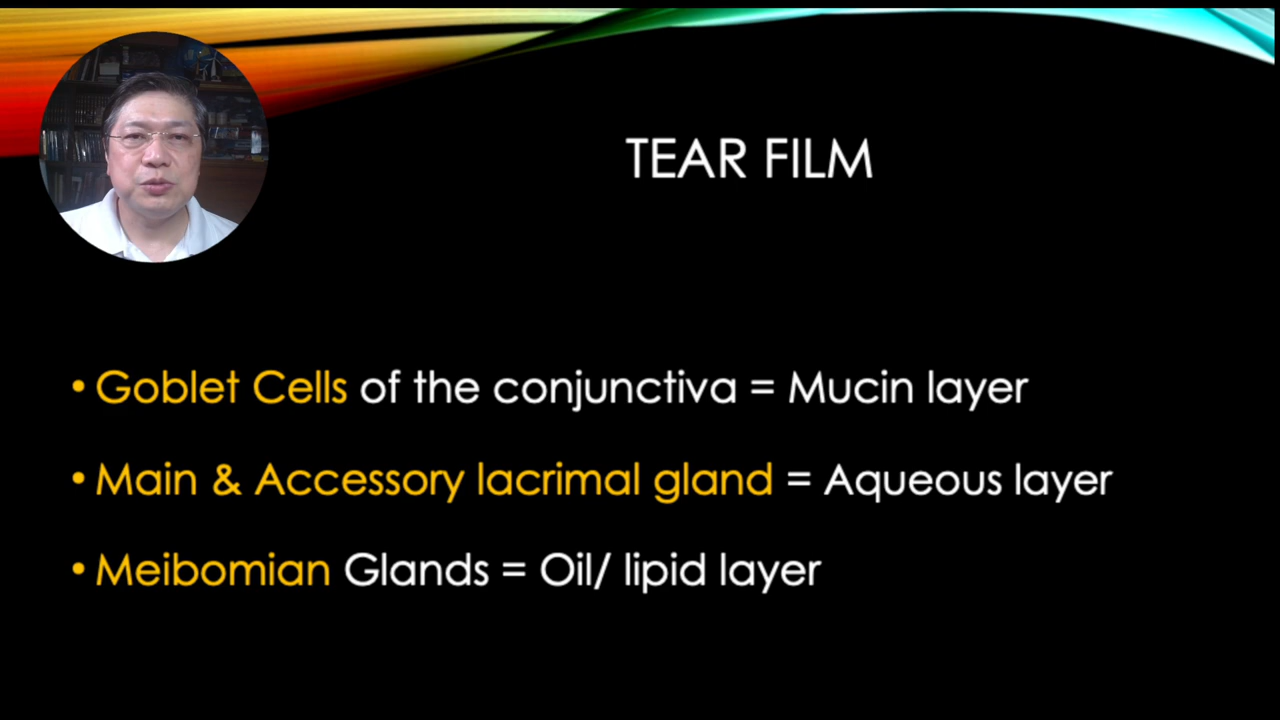 TEAR FILM
• Goblet Cells of the conjunctiva = Mucin layer
• Main & Accessory lacrimal gland = Aqueous layer
• Meibomian Glands = Oil/ lipid layer